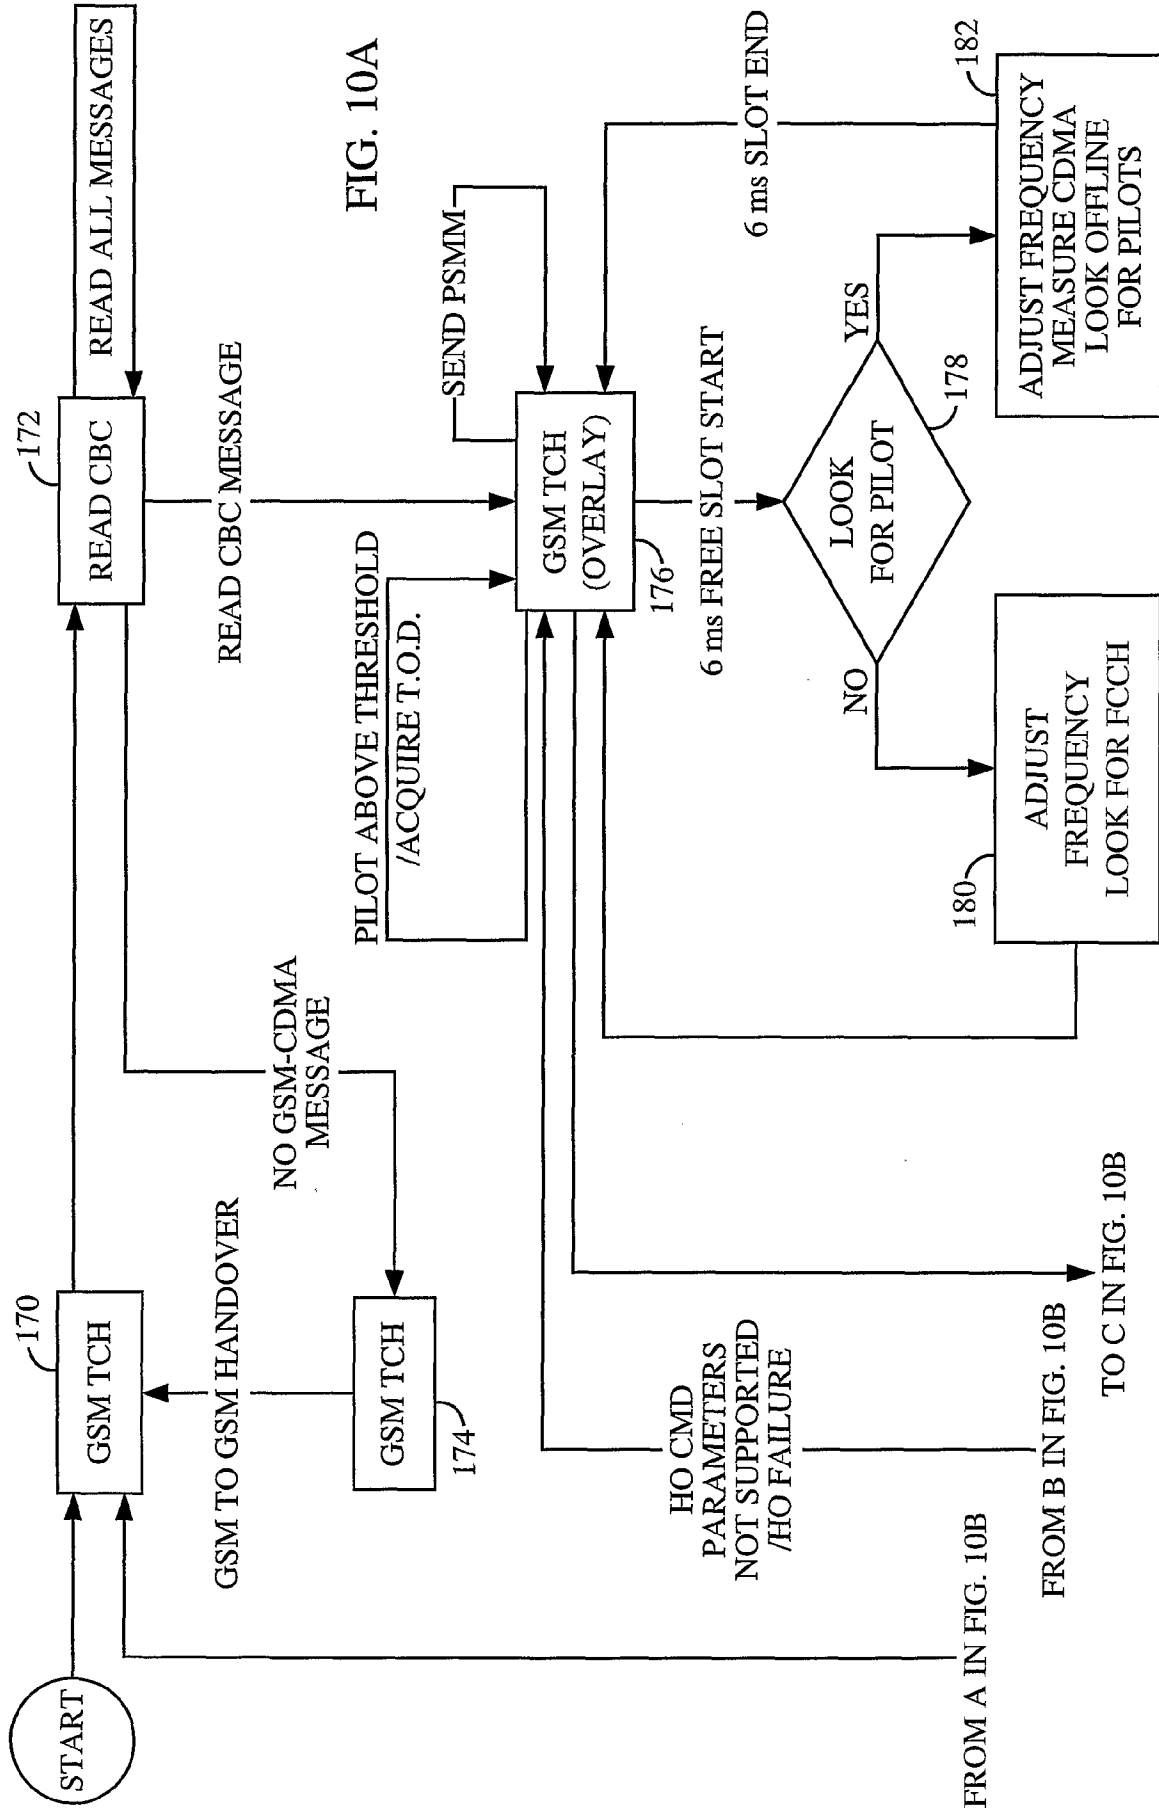 START
170
GSM TCH
172
READ CBC
READ ALL MESSAGES
GSM TO GSM HANDOVER
NO GSM-CDMA
MESSAGE
READ CBC MESSAGE
FIG. 10A
GSM TCH
174
PILOT ABOVE THRESHOLD
/ACQUIRE T.O.D.
SEND PSMM
GSM TCH
(OVERLAY)
176
HO CMD
PARAMETERS
NOT SUPPORTED
/HO FAILURE
6 ms FREE SLOT START
6 ms SLOT END
LOOK
FOR PILOT
178
NO
YES
180
ADJUST
FREQUENCY
LOOK FOR FCCH
182
ADJUST FREQUENCY
MEASURE CDMA
LOOK OFFLINE
FOR PILOTS
FROM A IN FIG. 10B
FROM B IN FIG. 10B
TO C IN FIG. 10B